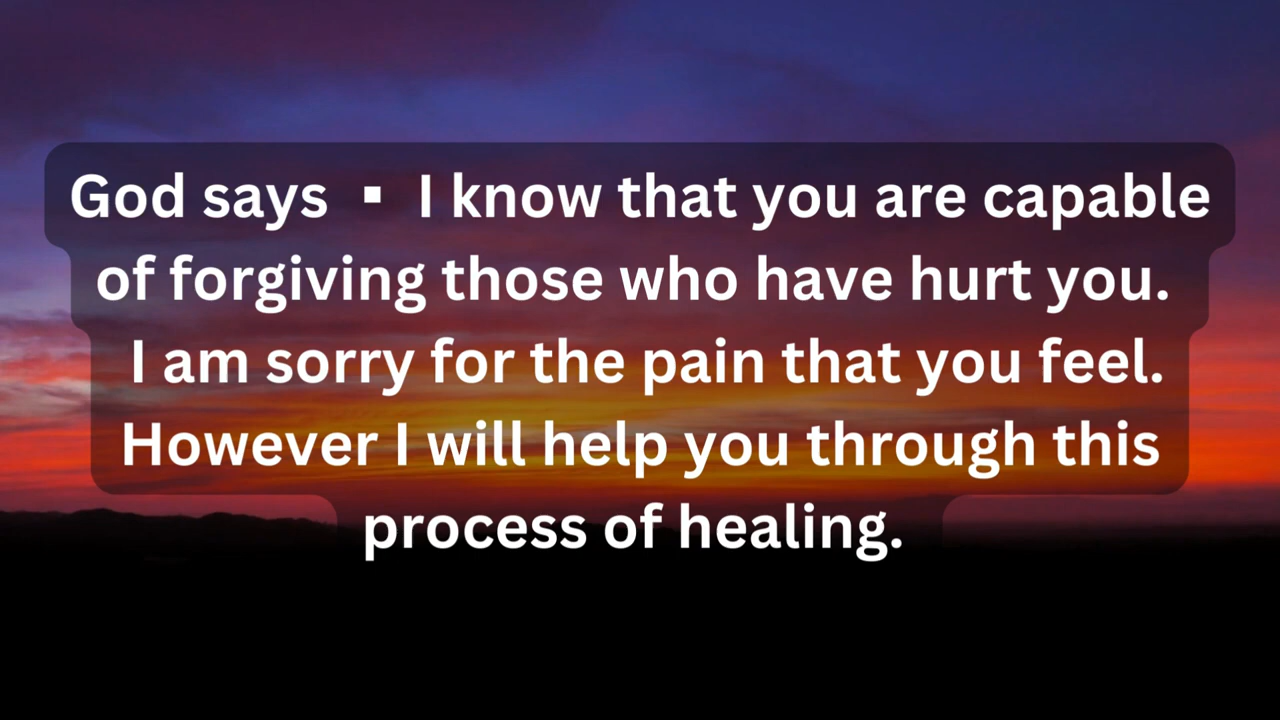 God says ▪ I know that you are capable
of forgiving those who have hurt you.
I am sorry for the pain that you feel.
However I will help you through this
process of healing.